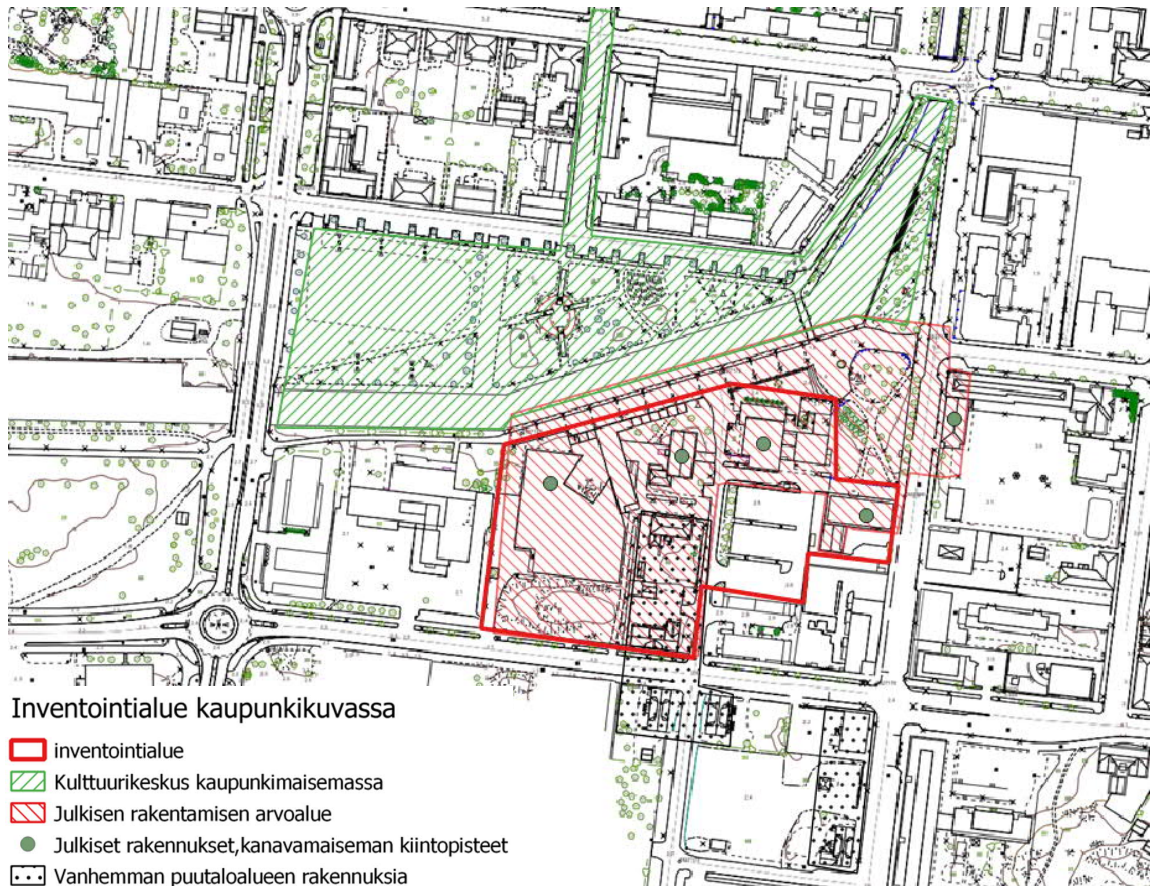 Inventointialue kaupunkikuvassa
inventointialue
Kulttuurikeskus kaupunkimaisemassa
Julkisen rakentamisen arvoalue
Julkiset rakennukset,kanavamaiseman kiintopisteet
Vanhemman puutaloalueen rakennuksia